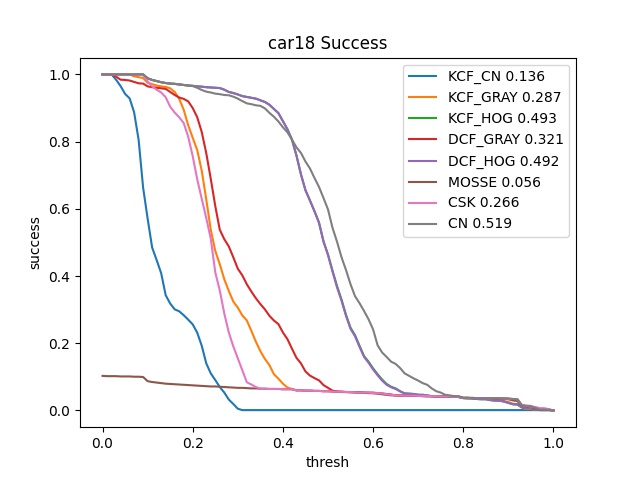 car18 Success
KCF_CN 0.136
KCF_GRAY 0.287
KCF_HOG 0.493
DCF_GRAY 0.321
DCF_HOG 0.492
MOSSE 0.056
CSK 0.266
CN 0.519
success
1.0
0.8
0.6
0.4
0.2
0.0
0.0 0.2 0.4 0.6 0.8 1.0
thresh